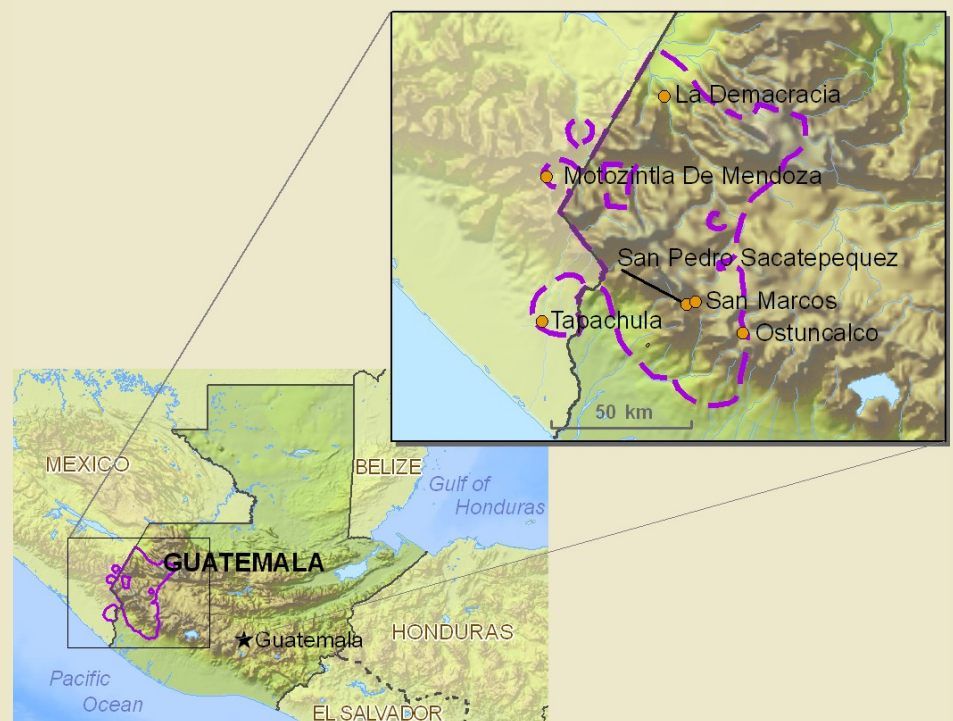 La Demacracia
Motozintla De Mendoza
San Pedro Sacatepequez
San Marcos
Tapachula
Ostuncalco
50 km
MEXICO
BELIZE
Gulf of
Honduras
GUATEMALA
Guatemala
HONDURAS
Pacific
Ocean
EL SALVADOR